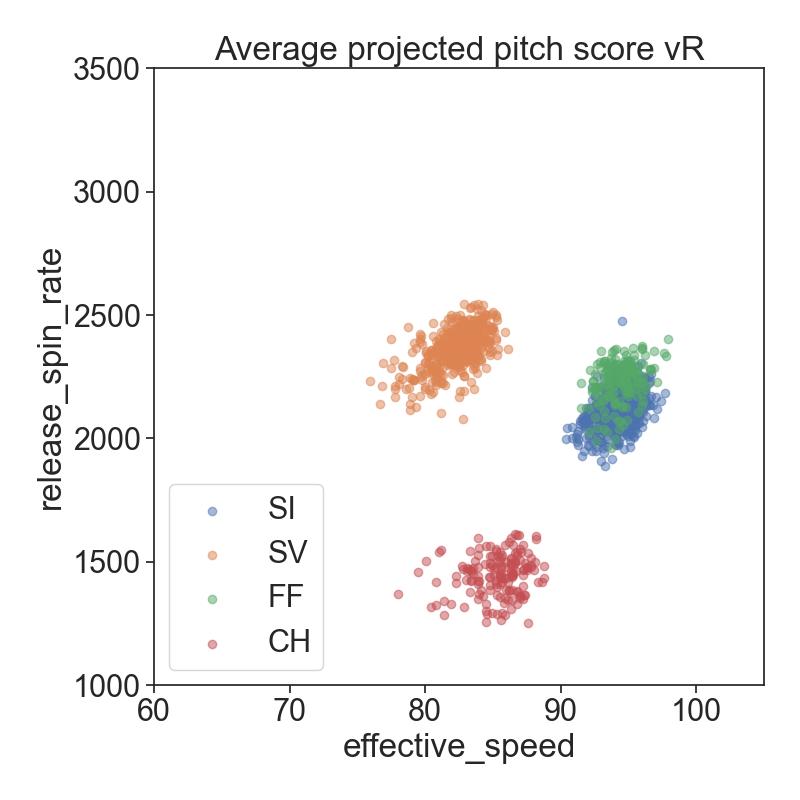 Average projected pitch score vR
3500
3000
2500
2000
1500
1000
release_spin_rate
SI
SV
FF
CH
60 70 80 90 100
effective_speed